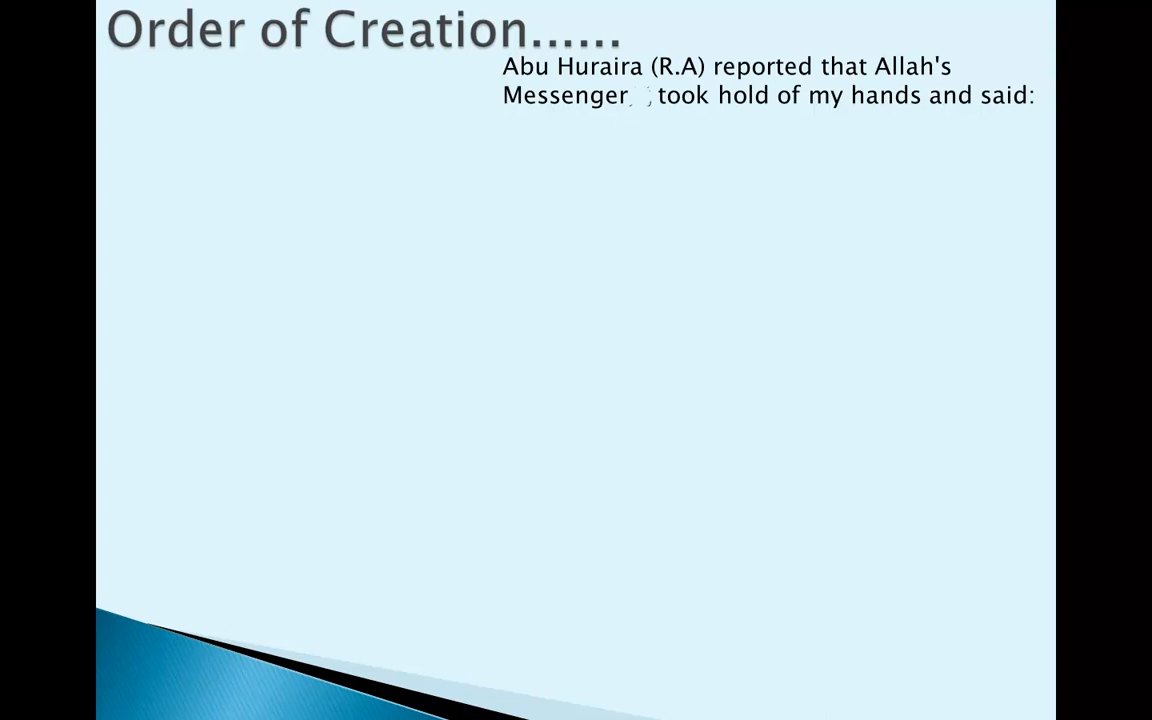 Order of Creation......
Abu Huraira (R.A) reported that Allah's
Messenger took hold of my hands and said: